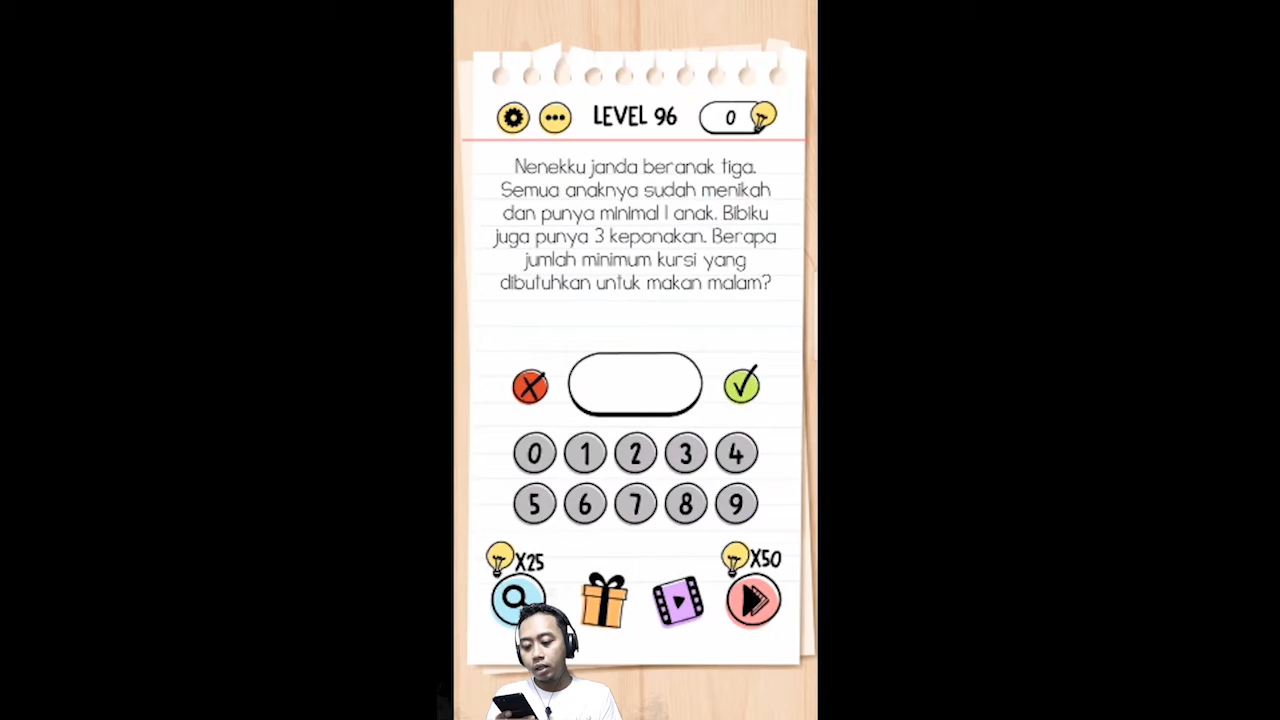 LEVEL 96
0
Nenekku janda beranak tiga.
Semua anaknya sudah menikah
dan punya minimal 1 anak. Bibiku
juga punya 3 keponakan. Berapa
jumlah minimum kursi yang
dibutuhkan untuk makan malam?
X
0 1 2 3 4
5 6 7 8 9
X25
X50